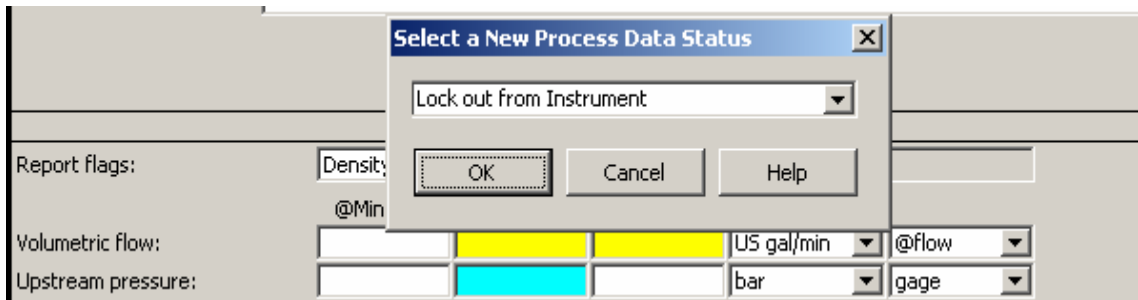 Select a New Process Data Status
Lock out from Instrument
OK Cancel Help
Report flags: Density
@Min
Volumetric flow: US gal/min @flow
Upstream pressure: bar gage